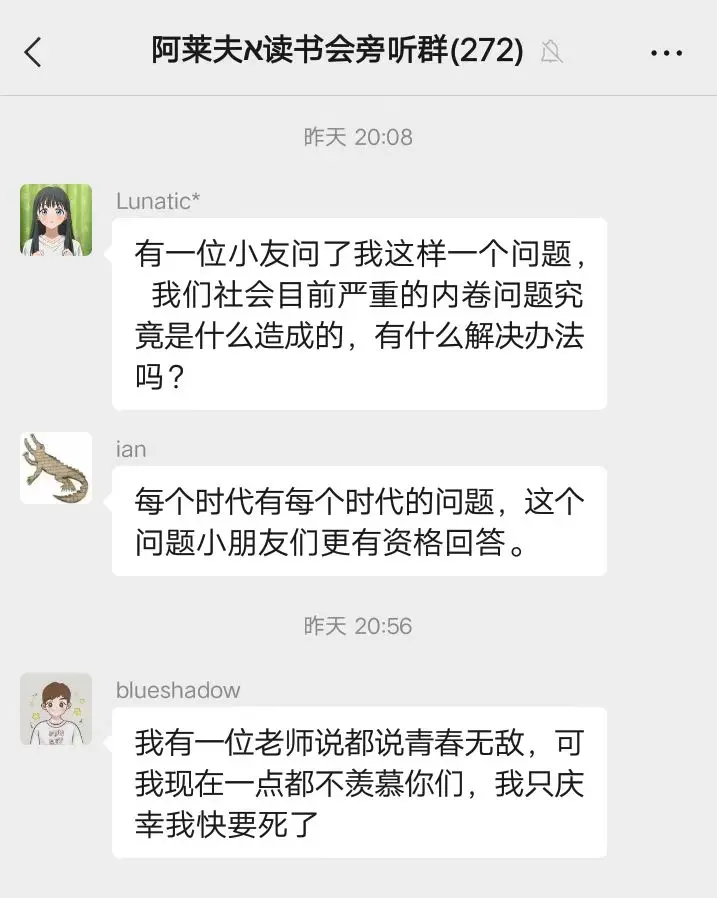 阿莱夫א读书会旁听群(272)
昨天 20:08
Lunatic*
有一位小友问了我这样一个问题，
我们社会目前严重的内卷问题究
竟是什么造成的，有什么解决办法
吗？
ian
每个时代有每个时代的问题，这个
问题小朋友们更有资格回答。
昨天 20:56
blueshadow
我有一位老师说都说青春无敌，可
我现在一点都不羡慕你们，我只庆
幸我快要死了